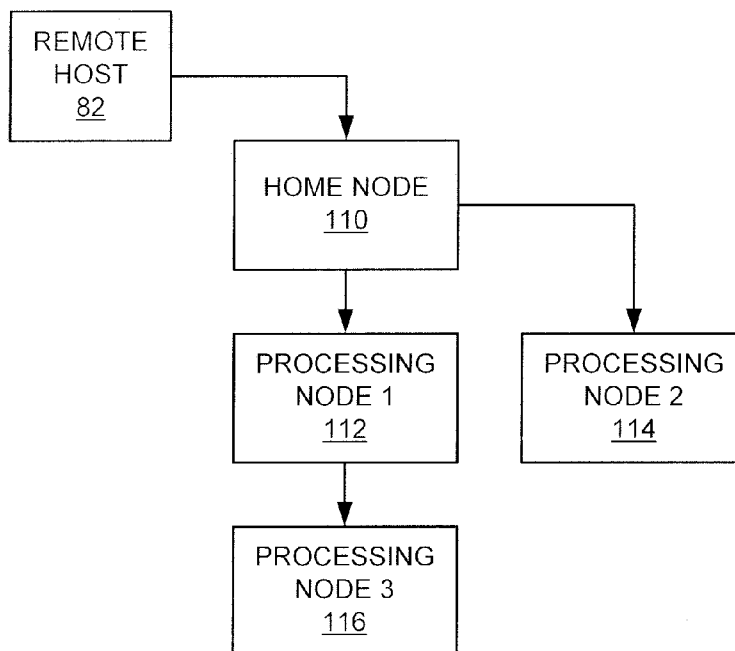 REMOTE
HOST
82
HOME NODE
110
PROCESSING
NODE 1
112
PROCESSING
NODE 2
114
PROCESSING
NODE 3
116